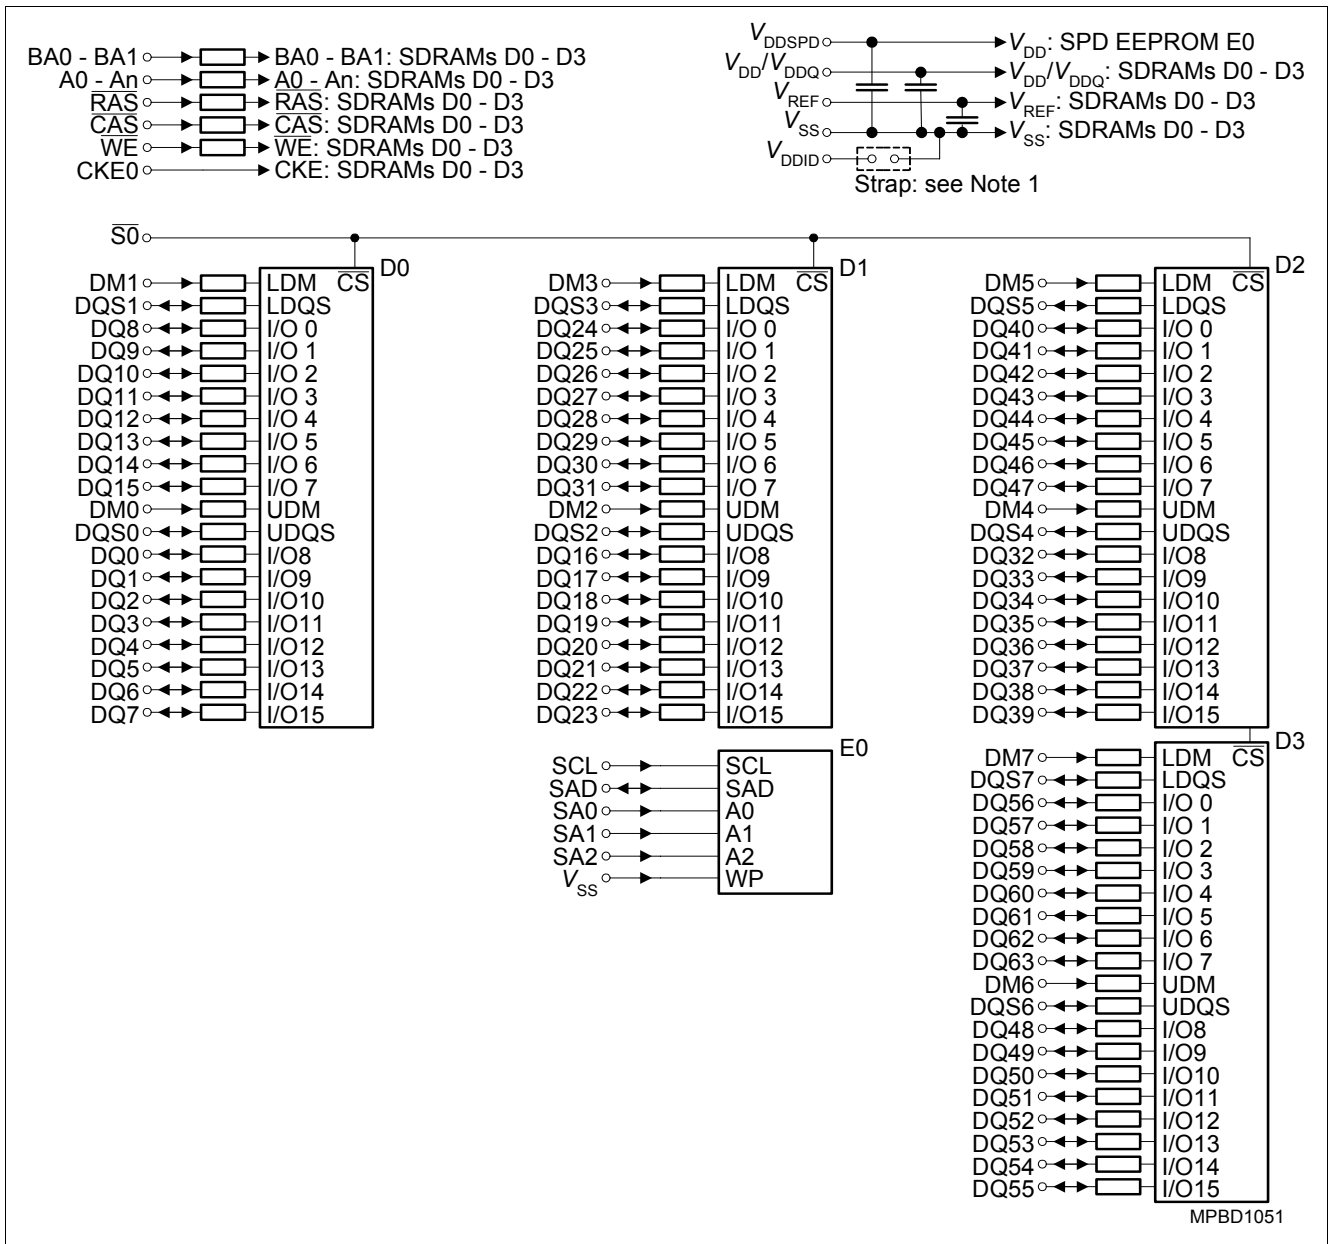 BA0 - BA1 BA0 - BA1: SDRAMs D0 - D3
A0 - An A0 - An: SDRAMs D0 - D3
RAS RAS: SDRAMs D0 - D3
CAS CAS: SDRAMs D0 - D3
WE WE: SDRAMs D0 - D3
CKE0 CKE: SDRAMs D0 - D3
VDDSPD VDD: SPD EEPROM E0
VDD/VDDQ VDD/VDDQ: SDRAMs D0 - D3
VREF VREF: SDRAMs D0 - D3
VSS VSS: SDRAMs D0 - D3
VDDID
Strap: see Note 1
S0
D0
DM1 LDM CS
DQS1 LDQS
DQ8 I/O 0
DQ9 I/O 1
DQ10 I/O 2
DQ11 I/O 3
DQ12 I/O 4
DQ13 I/O 5
DQ14 I/O 6
DQ15 I/O 7
DM0 UDM
DQS0 UDQS
DQ0 I/O8
DQ1 I/O9
DQ2 I/O10
DQ3 I/O11
DQ4 I/O12
DQ5 I/O13
DQ6 I/O14
DQ7 I/O15
D1
DM3 LDM CS
DQS3 LDQS
DQ24 I/O 0
DQ25 I/O 1
DQ26 I/O 2
DQ27 I/O 3
DQ28 I/O 4
DQ29 I/O 5
DQ30 I/O 6
DQ31 I/O 7
DM2 UDM
DQS2 UDQS
DQ16 I/O8
DQ17 I/O9
DQ18 I/O10
DQ19 I/O11
DQ20 I/O12
DQ21 I/O13
DQ22 I/O14
DQ23 I/O15
E0
SCL SCL
SAD SAD
SA0 A0
SA1 A1
SA2 A2
VSS WP
D2
DM5 LDM CS
DQS5 LDQS
DQ40 I/O 0
DQ41 I/O 1
DQ42 I/O 2
DQ43 I/O 3
DQ44 I/O 4
DQ45 I/O 5
DQ46 I/O 6
DQ47 I/O 7
DM4 UDM
DQS4 UDQS
DQ32 I/O8
DQ33 I/O9
DQ34 I/O10
DQ35 I/O11
DQ36 I/O12
DQ37 I/O13
DQ38 I/O14
DQ39 I/O15
D3
DM7 LDM CS
DQS7 LDQS
DQ56 I/O 0
DQ57 I/O 1
DQ58 I/O 2
DQ59 I/O 3
DQ60 I/O 4
DQ61 I/O 5
DQ62 I/O 6
DQ63 I/O 7
DM6 UDM
DQS6 UDQS
DQ48 I/O8
DQ49 I/O9
DQ50 I/O10
DQ51 I/O11
DQ52 I/O12
DQ53 I/O13
DQ54 I/O14
DQ55 I/O15
MPBD1051